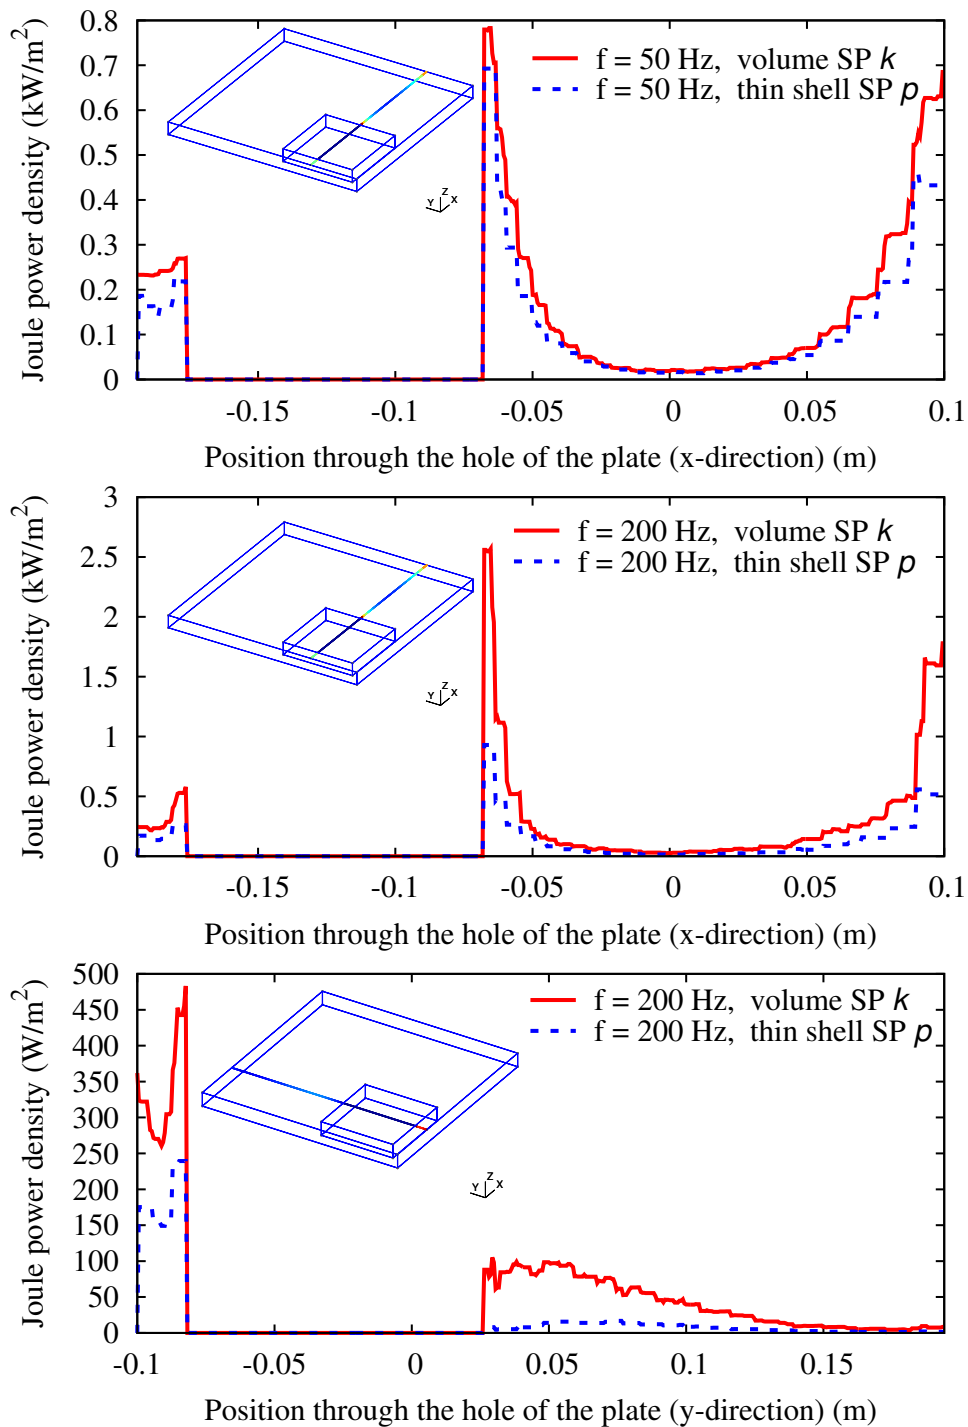 0.8
0.7
0.6
0.5
0.4
0.3
0.2
0.1
0
Joule power density (kW/m²)
f = 50 Hz, volume SP k
f = 50 Hz, thin shell SP p
Y Z X
-0.15 -0.1 -0.05 0 0.05 0.1
Position through the hole of the plate (x-direction) (m)
3
2.5
2
1.5
1
0.5
0
Joule power density (kW/m²)
f = 200 Hz, volume SP k
f = 200 Hz, thin shell SP p
Y Z X
-0.15 -0.1 -0.05 0 0.05 0.1
Position through the hole of the plate (x-direction) (m)
500
450
400
350
300
250
200
150
100
50
0
Joule power density (W/m²)
f = 200 Hz, volume SP k
f = 200 Hz, thin shell SP p
Y Z X
-0.1 -0.05 0 0.05 0.1 0.15
Position through the hole of the plate (y-direction) (m)